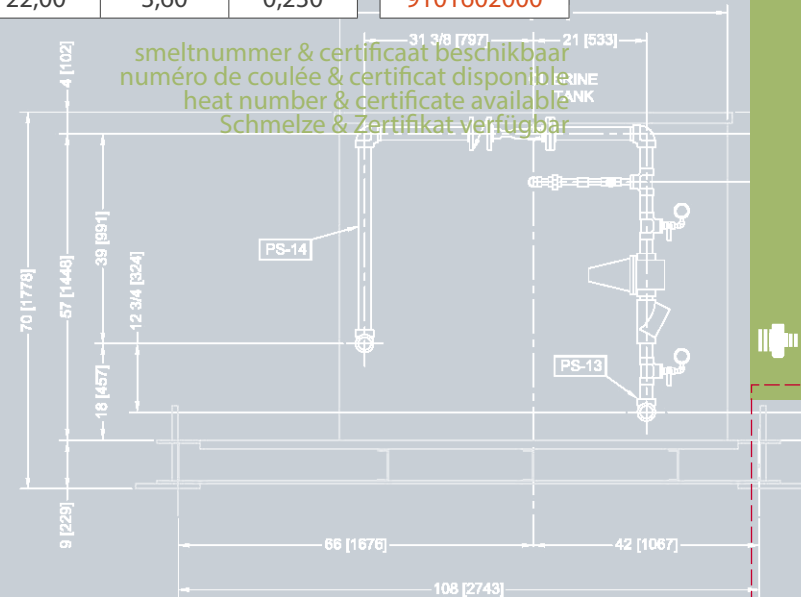 22,00 3,60 0,230 9101602000
31 3/8 [797] 21 [533]
4 [102]
smeltnummer & certificaat beschikbaar
numéro de coulée & certificat disponible
heat number & certificate available
Schmelze & Zertifikat verfügbar
TANK
70 [1778]
57 [1448]
39 [991]
12 3/4 [324]
18 [457]
PS-14
PS-13
9 [229]
66 [1676]
42 [1067]
108 [2743]